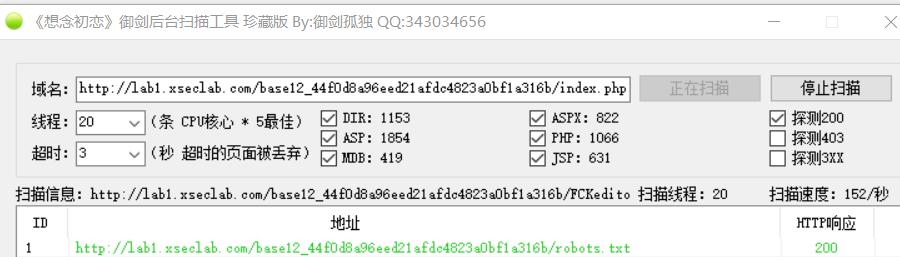 《想念初恋》御剑后台扫描工具 珍藏版 By:御剑孤独 QQ:343034656
域名: http://lab1.xseclab.com/base12_44f0d8a96eed21afdc4823a0bf1a316b/index.php 正在扫描 停止扫描
线程: 20 (条 CPU核心 * 5最佳) DIR: 1153 ASPX: 822 探测200
ASP: 1854 PHP: 1066 探测403
超时: 3 (秒 超时的页面被丢弃) MDB: 419 JSP: 631 探测3XX
扫描信息: http://lab1.xseclab.com/base12_44f0d8a96eed21afdc4823a0bf1a316b/FCKedito 扫描线程: 20 扫描速度: 152/秒
ID 地址 HTTP响应
1 http://lab1.xseclab.com/base12_44f0d8a96eed21afdc4823a0bf1a316b/robots.txt 200